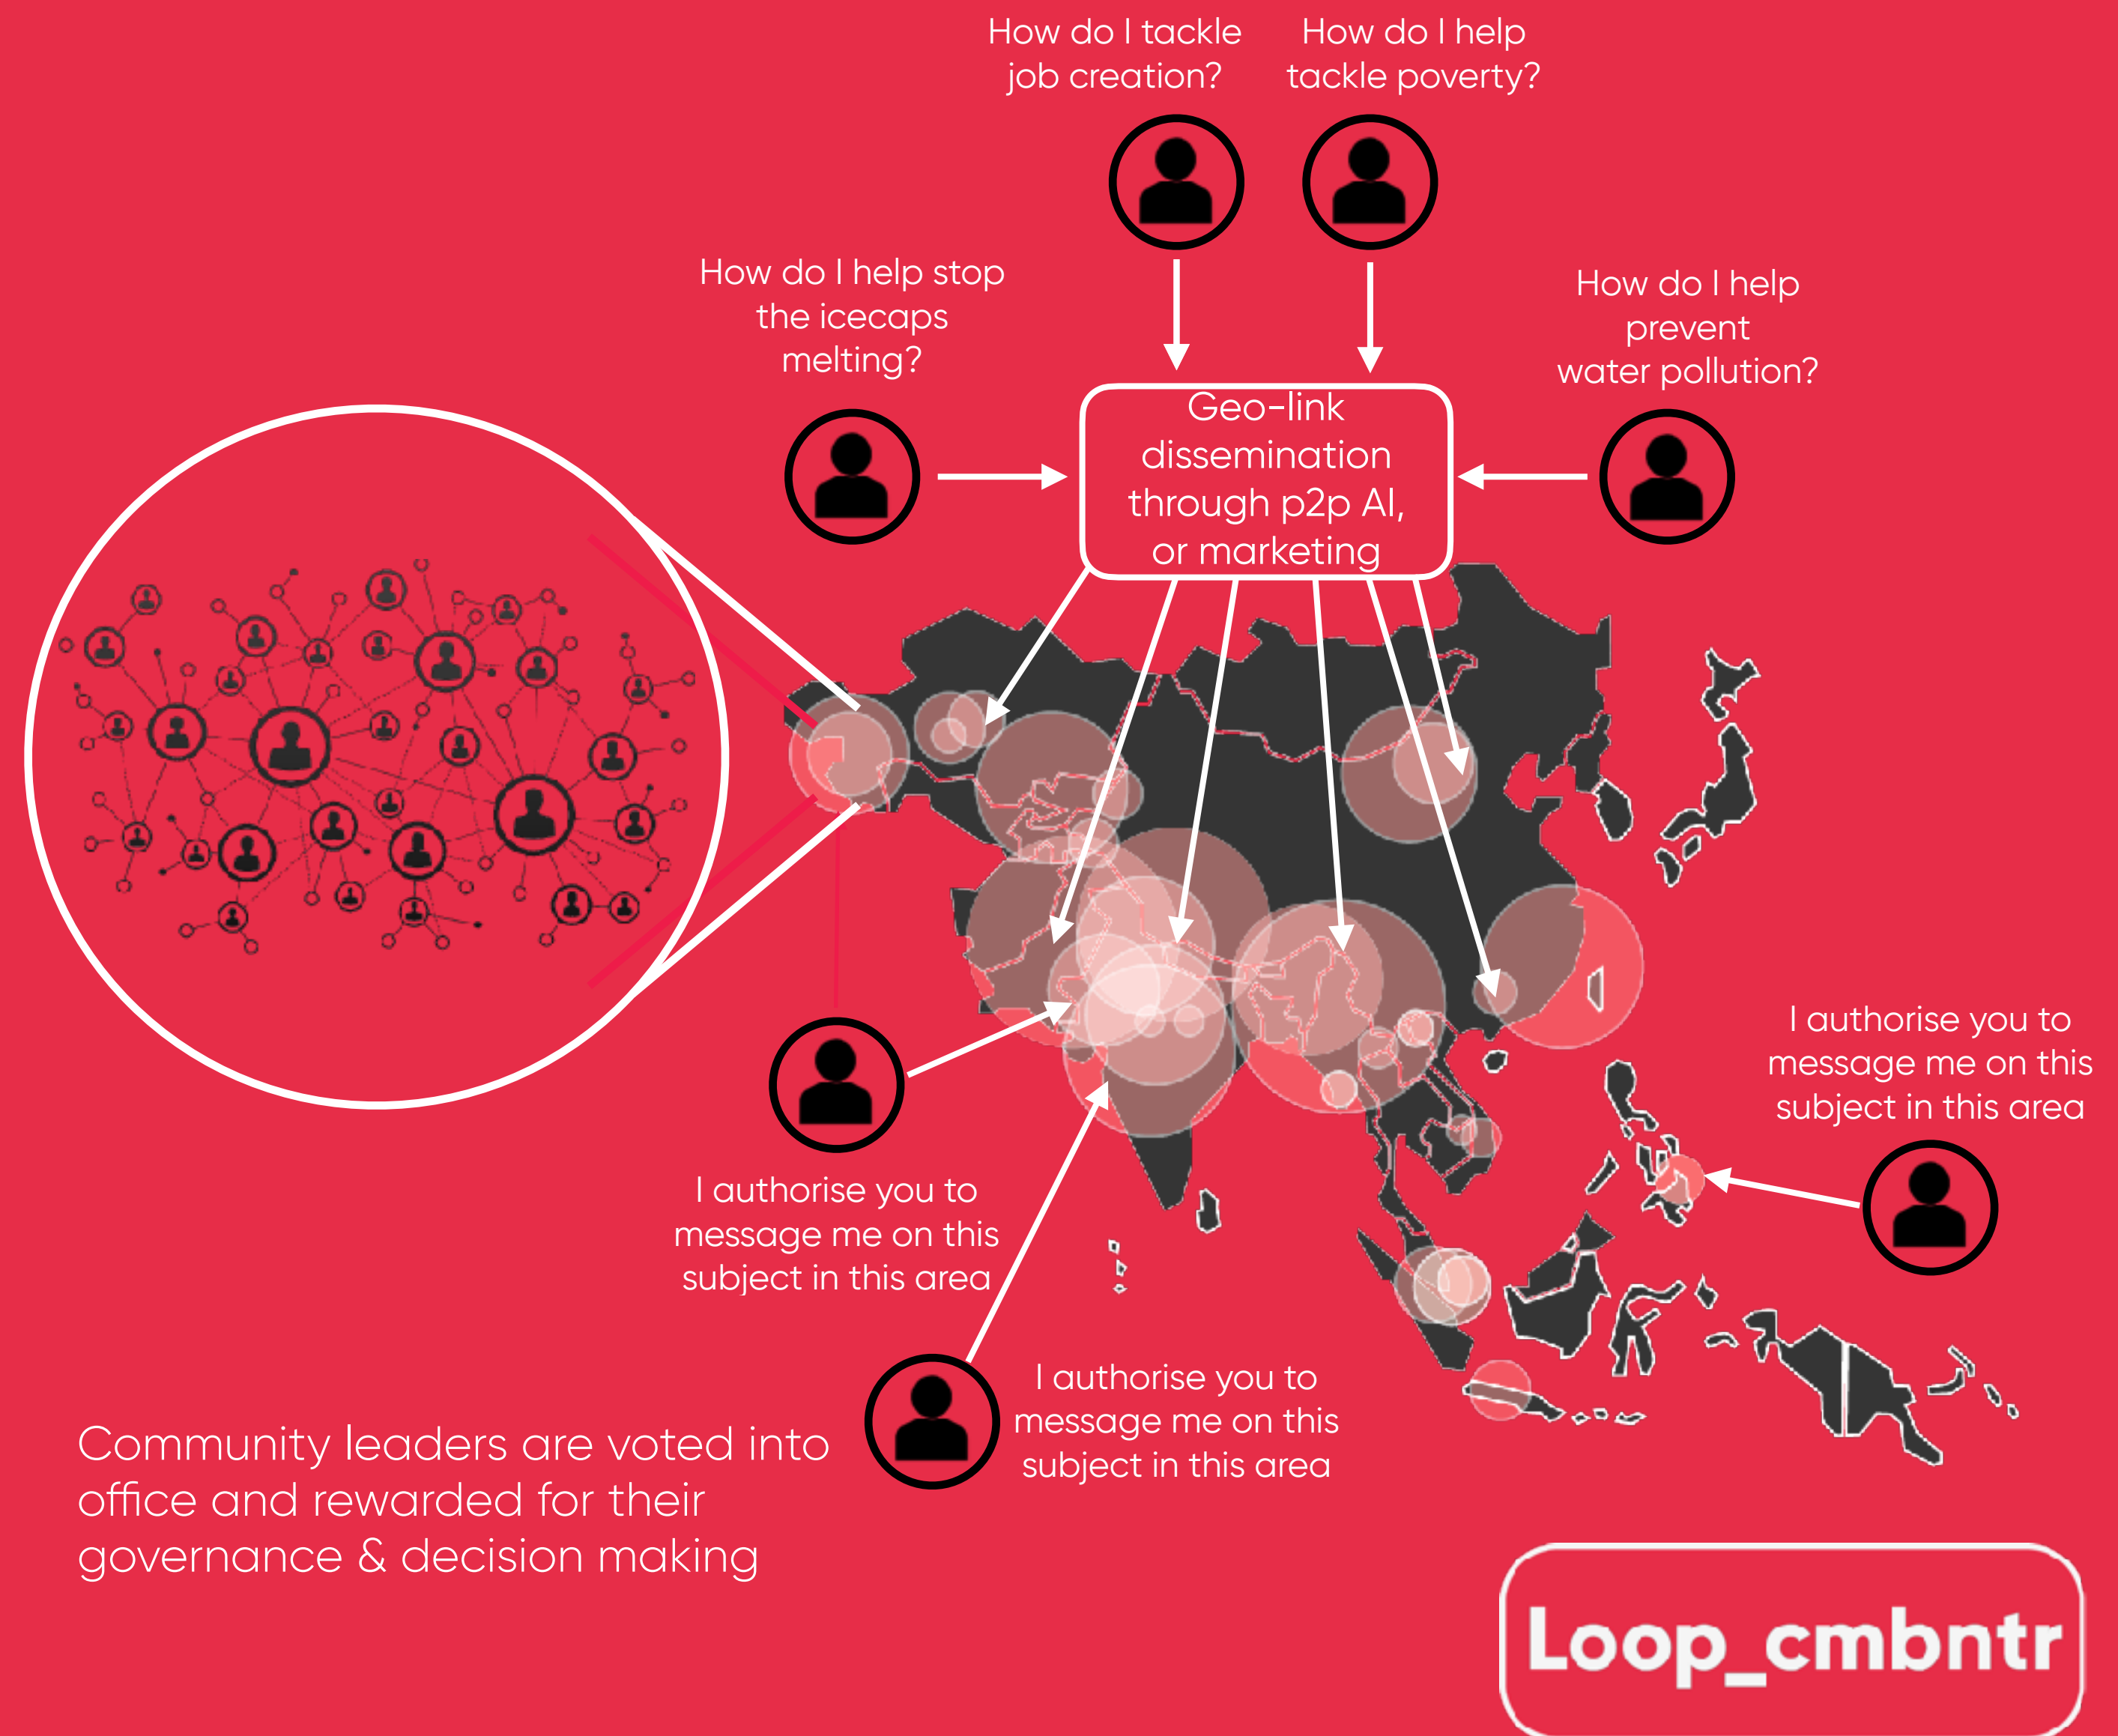 How do I tackle
job creation?
How do I help
tackle poverty?
How do I help stop
the icecaps
melting?
How do I help
prevent
water pollution?
Geo-link
dissemination
through p2p AI,
or marketing
I authorise you to
message me on this
subject in this area
I authorise you to
message me on this
subject in this area
I authorise you to
message me on this
subject in this area
Community leaders are voted into
office and rewarded for their
governance & decision making
Loop_cmbntr